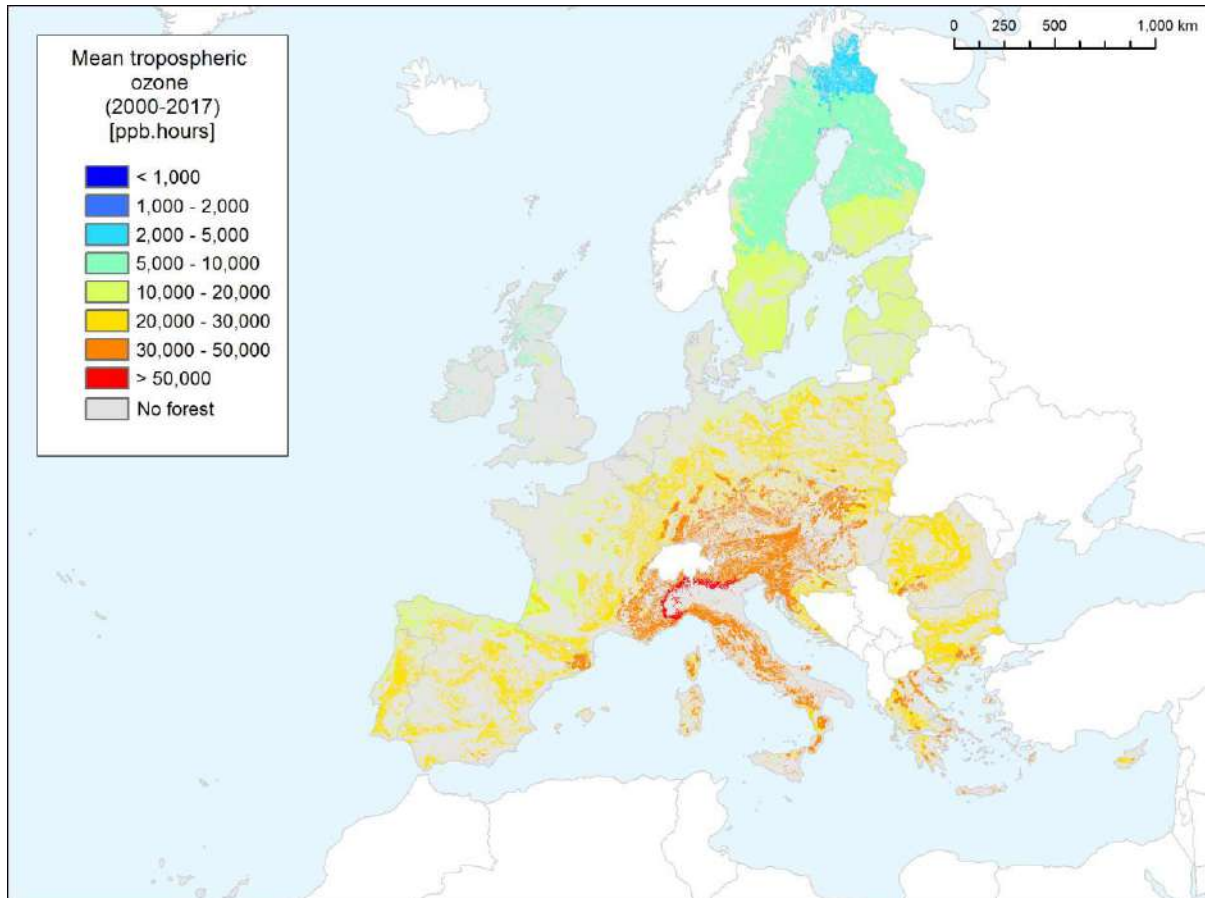 Mean tropospheric
ozone
(2000-2017)
[ppb.hours]
< 1,000
1,000 - 2,000
2,000 - 5,000
5,000 - 10,000
10,000 - 20,000
20,000 - 30,000
30,000 - 50,000
> 50,000
No forest
0 250 500 1,000 km